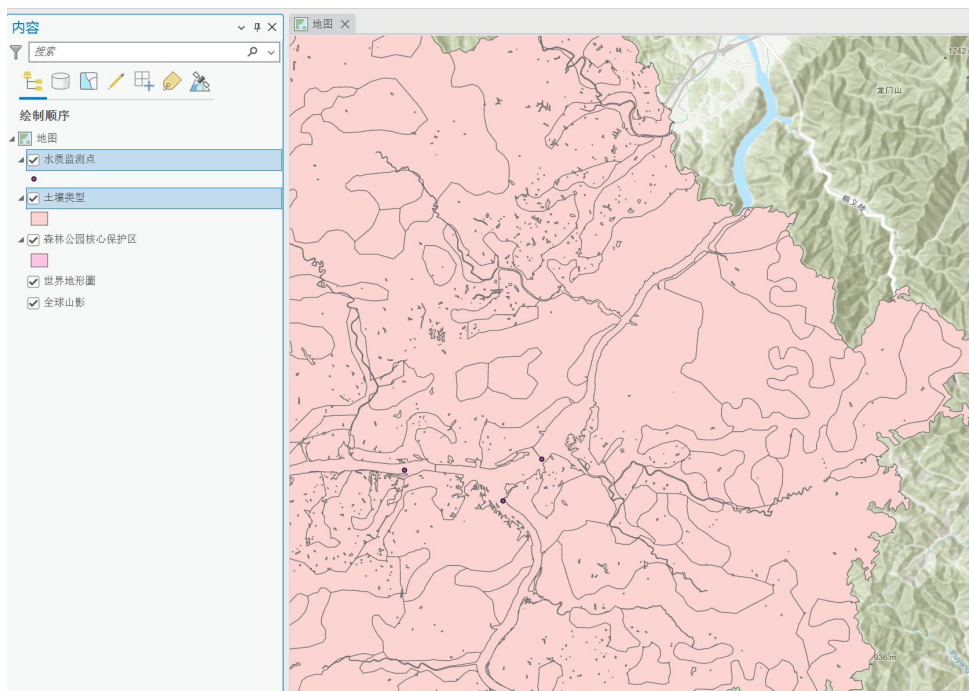 内容
地图
搜索
绘制顺序
地图
水质监测点
土壤类型
森林公园核心保护区
世界地形圖
全球山影
1242
龙门山
936 m